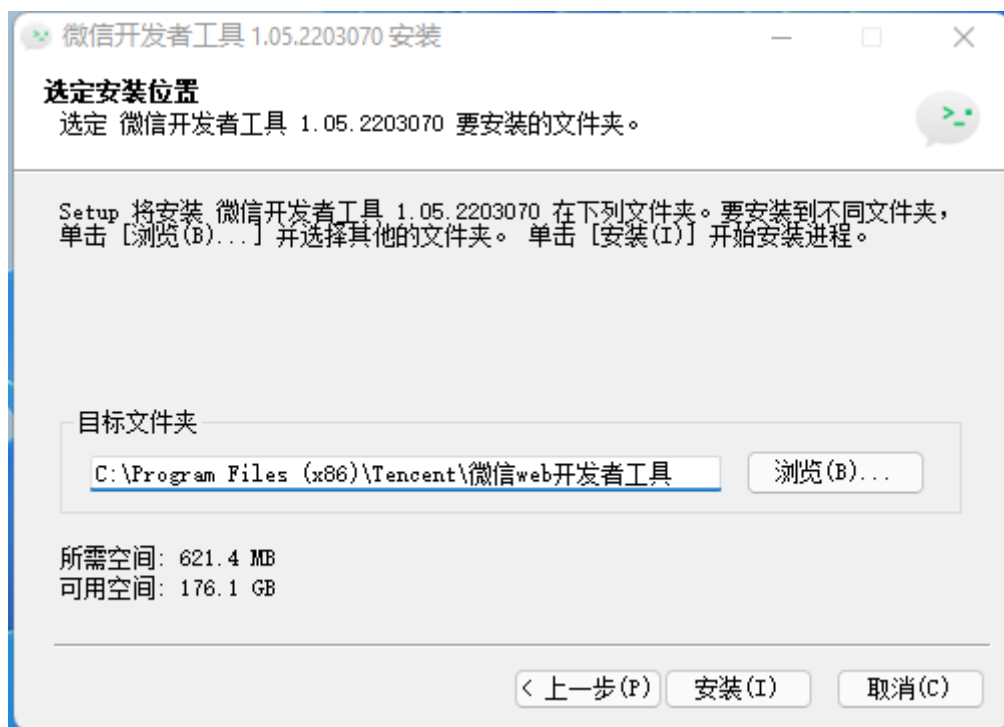 微信开发者工具 1.05.2203070 安装
选定安装位置
选定 微信开发者工具 1.05.2203070 要安装的文件夹。
Setup 将安装 微信开发者工具 1.05.2203070 在下列文件夹。要安装到不同文件夹，
单击 [浏览(B)...] 并选择其他的文件夹。 单击 [安装(I)] 开始安装进程。
目标文件夹
C:\Program Files (x86)\Tencent\微信web开发者工具
浏览(B)...
所需空间: 621.4 MB
可用空间: 176.1 GB
< 上一步(P) 安装(I) 取消(C)